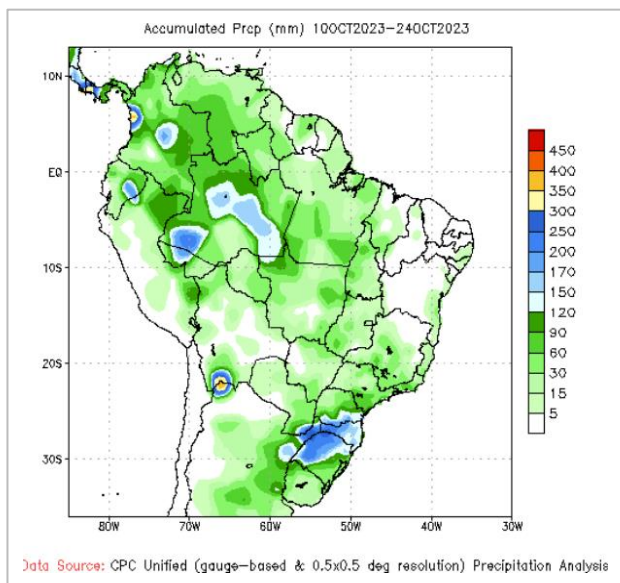 Accumulated Prcp (mm) 10OCT2023–24OCT2023
10N
EQ
10S
20S
30S
80W
70W
60W
50W
40W
30W
450
400
350
300
250
200
170
150
120
90
60
30
15
5
Data Source: CPC Unified (gauge-based & 0.5x0.5 deg resolution) Precipitation Analysis